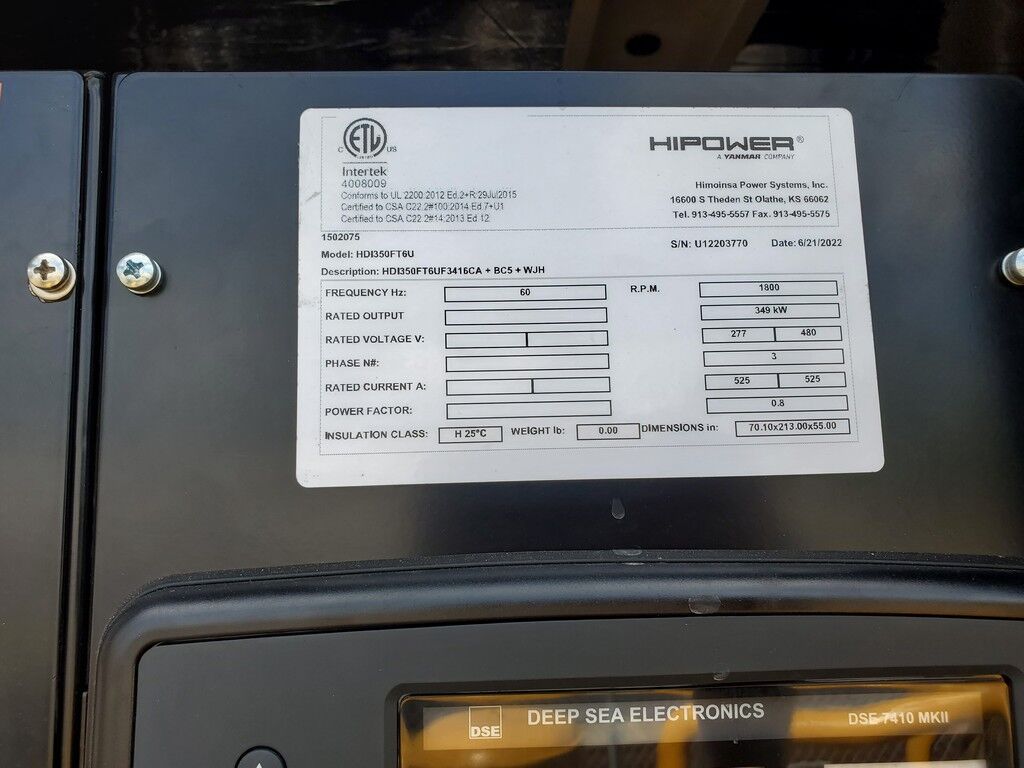 C ETL US
Intertek
4008009
Conforms to UL 2200:2012 Ed.2+R:29Jul2015
Certified to CSA C22.2#100:2014 Ed.7+U1
Certified to CSA C22.2#14:2013 Ed.12
HIPOWER®
A YANMAR COMPANY
Himoinsa Power Systems, Inc.
16600 S Theden St Olathe, KS 66062
Tel. 913-495-5557 Fax. 913-495-5575
1502075
Model: HDI350FT6U
S/N: U12203770 Date: 6/21/2022
Description: HDI350FT6UF3416CA + BC5 + WJH
FREQUENCY Hz: 60 R.P.M. 1800
RATED OUTPUT 349 kW
RATED VOLTAGE V: 277 480
PHASE N#: 3
RATED CURRENT A: 525 525
POWER FACTOR: 0.8
INSULATION CLASS: H 25°C WEIGHT lb: 0.00 DIMENSIONS in: 70.10x213.00x55.00
DSE DEEP SEA ELECTRONICS DSE 7410 MKII